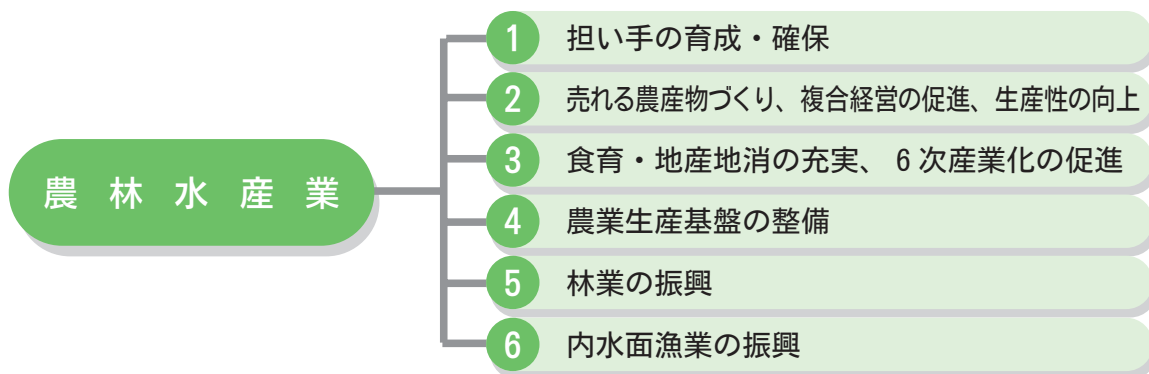 農林水産業
1 担い手の育成・確保
2 売れる農産物づくり、複合経営の促進、生産性の向上
3 食育・地産地消の充実、6次産業化の促進
4 農業生産基盤の整備
5 林業の振興
6 内水面漁業の振興